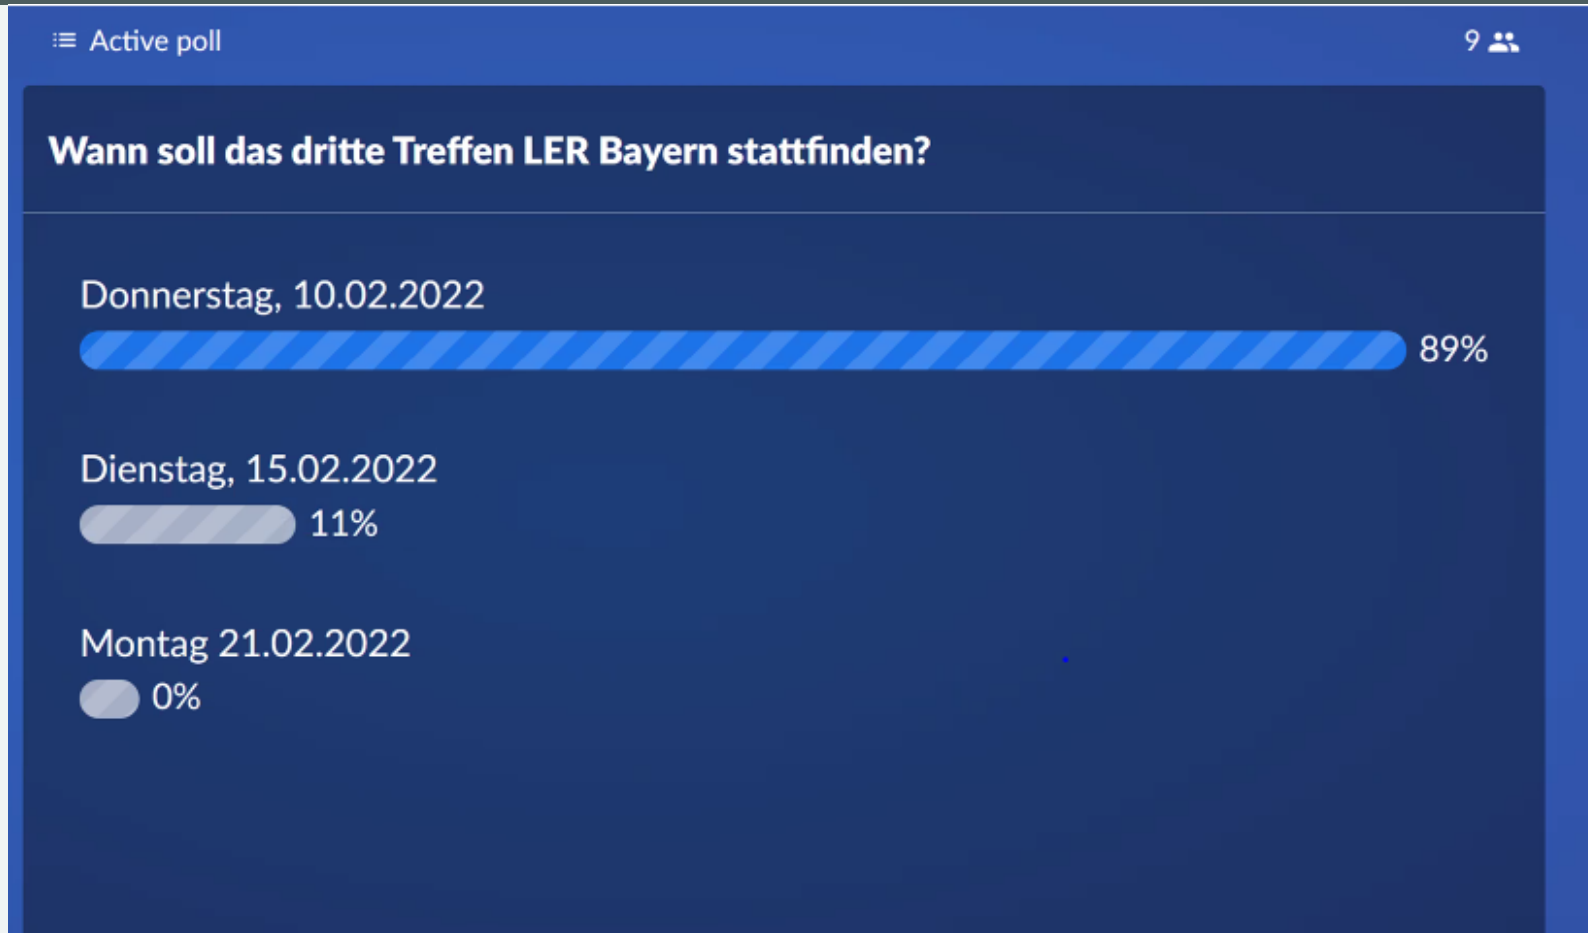 Active poll
9
Wann soll das dritte Treffen LER Bayern stattfinden?
Donnerstag, 10.02.2022
89%
Dienstag, 15.02.2022
11%
Montag 21.02.2022
0%